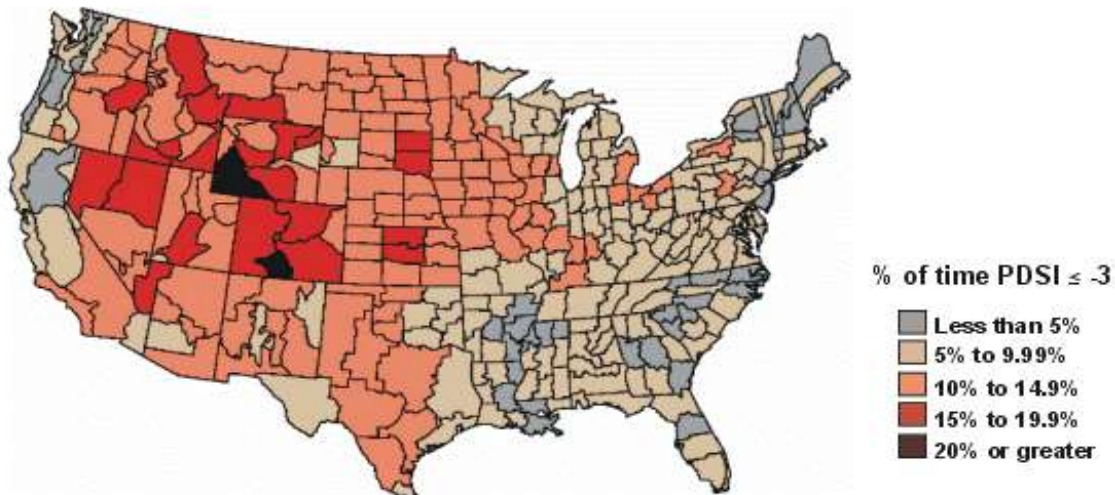 % of time PDSI ≤ -3
Less than 5%
5% to 9.99%
10% to 14.9%
15% to 19.9%
20% or greater